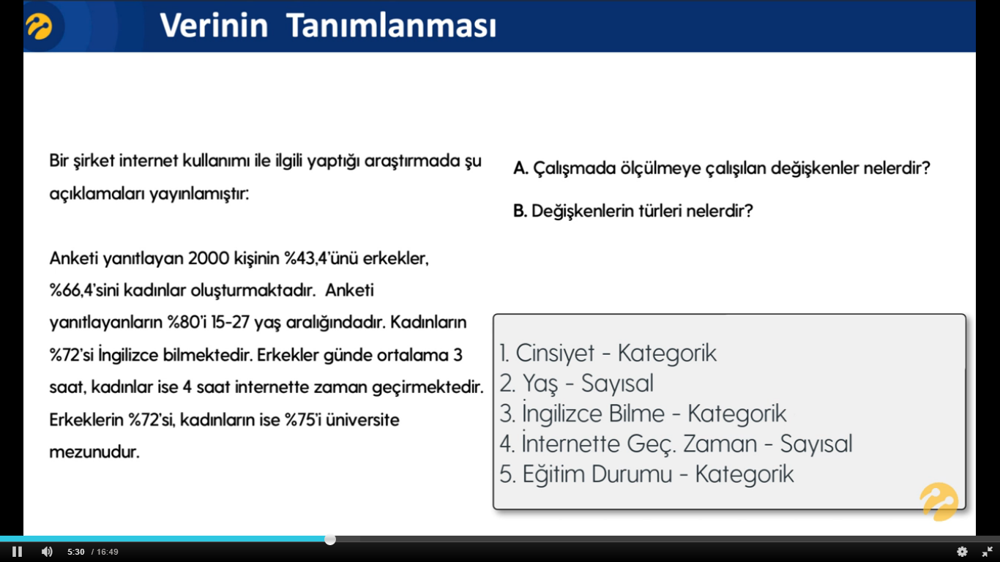 Verinin Tanımlanması
Bir şirket internet kullanımı ile ilgili yaptığı araştırmada şu
açıklamaları yayınlamıştır:
Anketi yanıtlayan 2000 kişinin %43,4'ünü erkekler,
%66,4'sini kadınlar oluşturmaktadır. Anketi
yanıtlayanların %80'i 15-27 yaş aralığındadır. Kadınların
%72'si İngilizce bilmektedir. Erkekler günde ortalama 3
saat, kadınlar ise 4 saat internette zaman geçirmektedir.
Erkeklerin %72'si, kadınların ise %75'i üniversite
mezunudur.
A. Çalışmada ölçülmeye çalışılan değişkenler nelerdir?
B. Değişkenlerin türleri nelerdir?
1. Cinsiyet - Kategorik
2. Yaş - Sayısal
3. İngilizce Bilme - Kategorik
4. İnternette Geç. Zaman - Sayısal
5. Eğitim Durumu - Kategorik
5:30 / 16:49